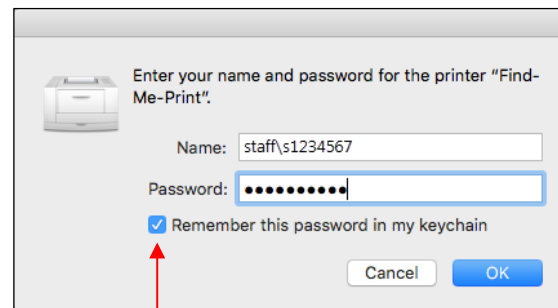 Enter your name and password for the printer “Find-
Me-Print”.
Name: staff\s1234567
Password: ●●●●●●●●●●
Remember this password in my keychain
Cancel OK